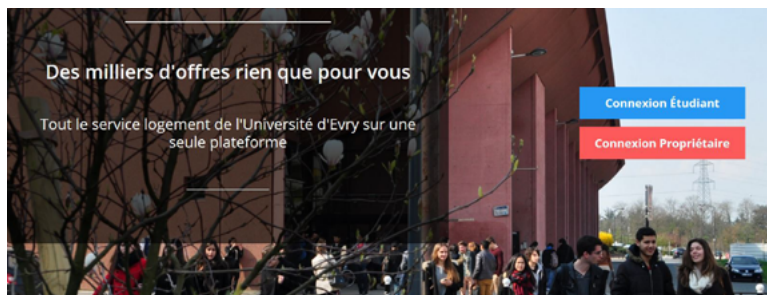 Des milliers d'offres rien que pour vous
Tout le service logement de l'Université d'Evry sur une
seule plateforme
Connexion Étudiant
Connexion Propriétaire